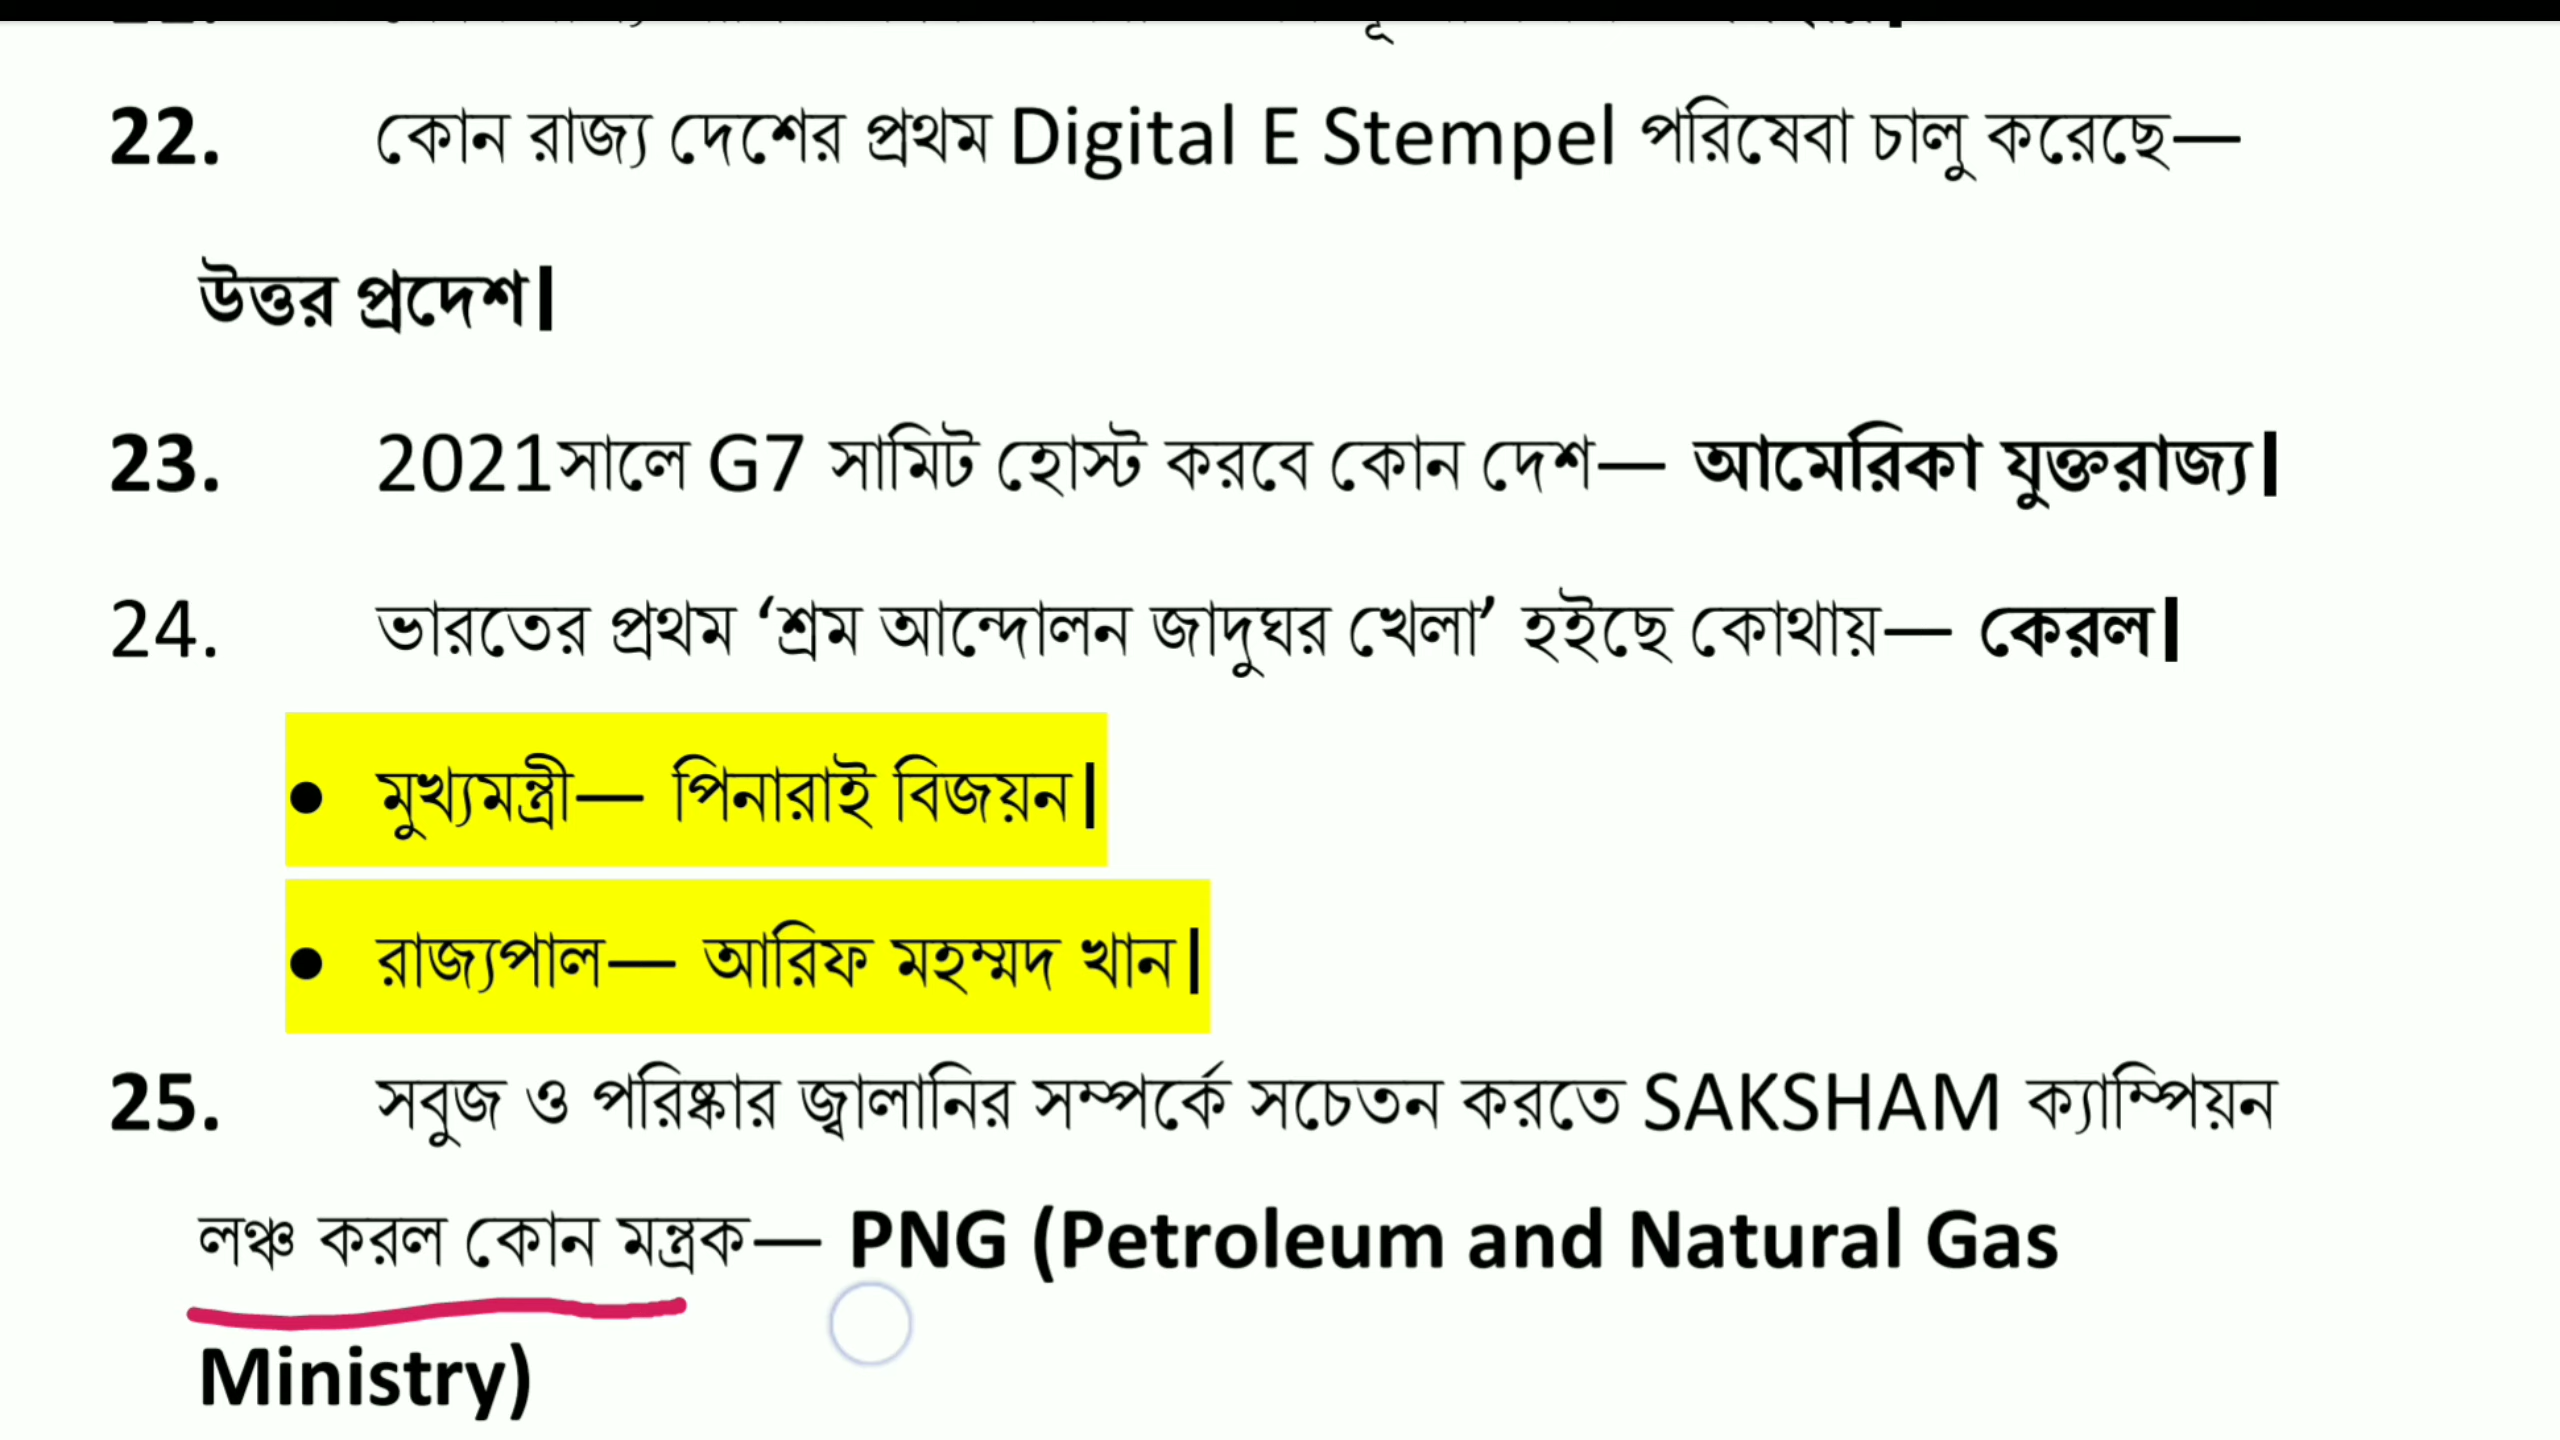 22. কোন রাজ্য দেশের প্রথম Digital E Stempel পরিষেবা চালু করেছে—
উত্তর প্রদেশ।
23. 2021সালে G7 সামিট হোস্ট করবে কোন দেশ— আমেরিকা যুক্তরাজ্য।
24. ভারতের প্রথম ‘শ্রম আন্দোলন জাদুঘর খেলা’ হইছে কোথায়— কেরল।
● মুখ্যমন্ত্রী— পিনারাই বিজয়ন।
● রাজ্যপাল— আরিফ মহম্মদ খান।
25. সবুজ ও পরিষ্কার জ্বালানির সম্পর্কে সচেতন করতে SAKSHAM ক্যাম্পিয়ন
লঞ্চ করল কোন মন্ত্রক— PNG (Petroleum and Natural Gas
Ministry)